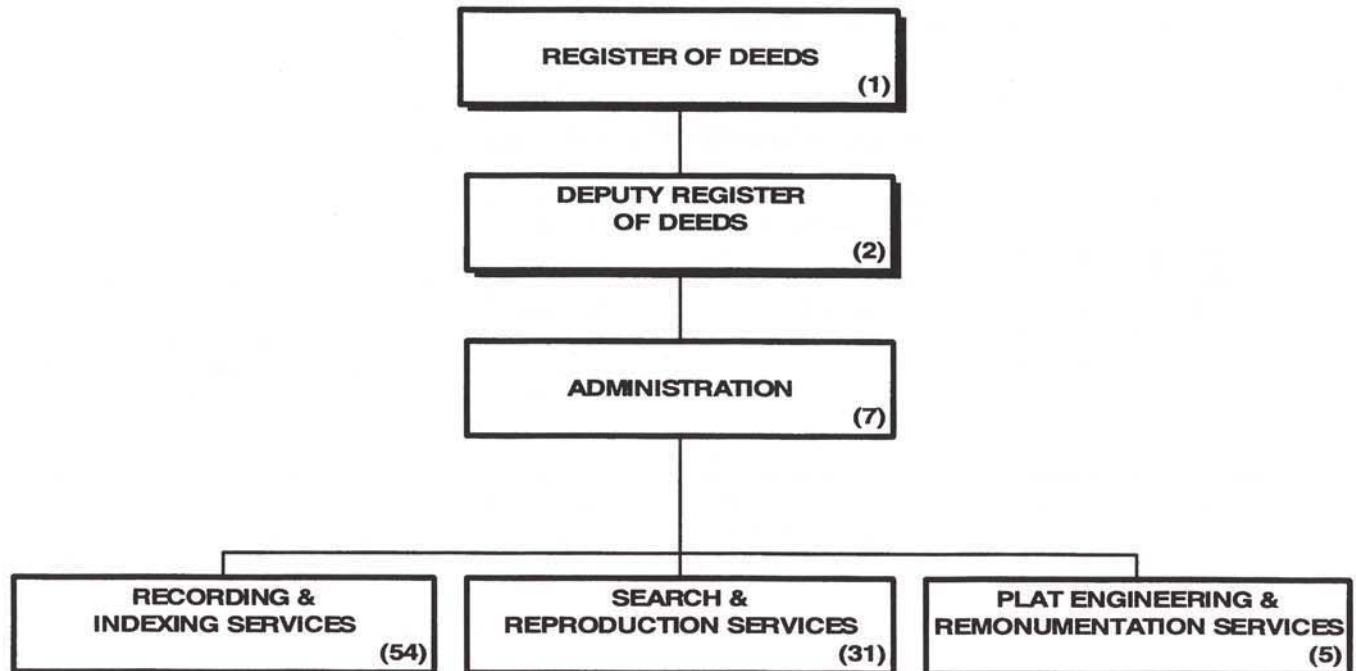 REGISTER OF DEEDS
(1)
DEPUTY REGISTER
OF DEEDS
(2)
ADMINISTRATION
(7)
RECORDING &
INDEXING SERVICES
(54)
SEARCH &
REPRODUCTION SERVICES
(31)
PLAT ENGINEERING &
REMONUMENTATION SERVICES
(5)